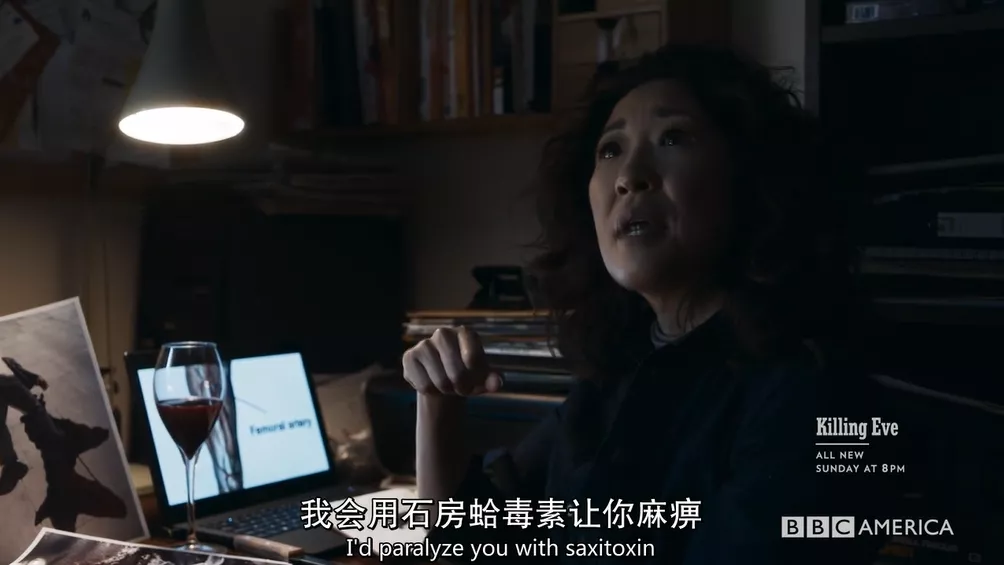 Femoral artery
Killing Eve
ALL NEW
SUNDAY AT 8PM
我会用石房蛤毒素让你麻痹
I'd paralyze you with saxitoxin
BBC AMERICA